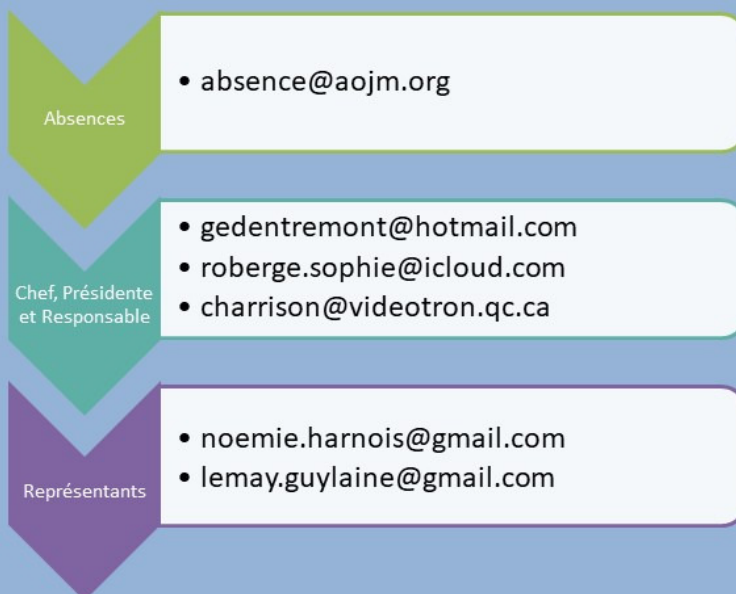 Absences
• absence@aojm.org
Chef, Présidente
et Responsable
• gedentremont@hotmail.com
• roberge.sophie@icloud.com
• charrison@videotron.qc.ca
Représentants
• noemie.harnois@gmail.com
• lemay.guylaine@gmail.com